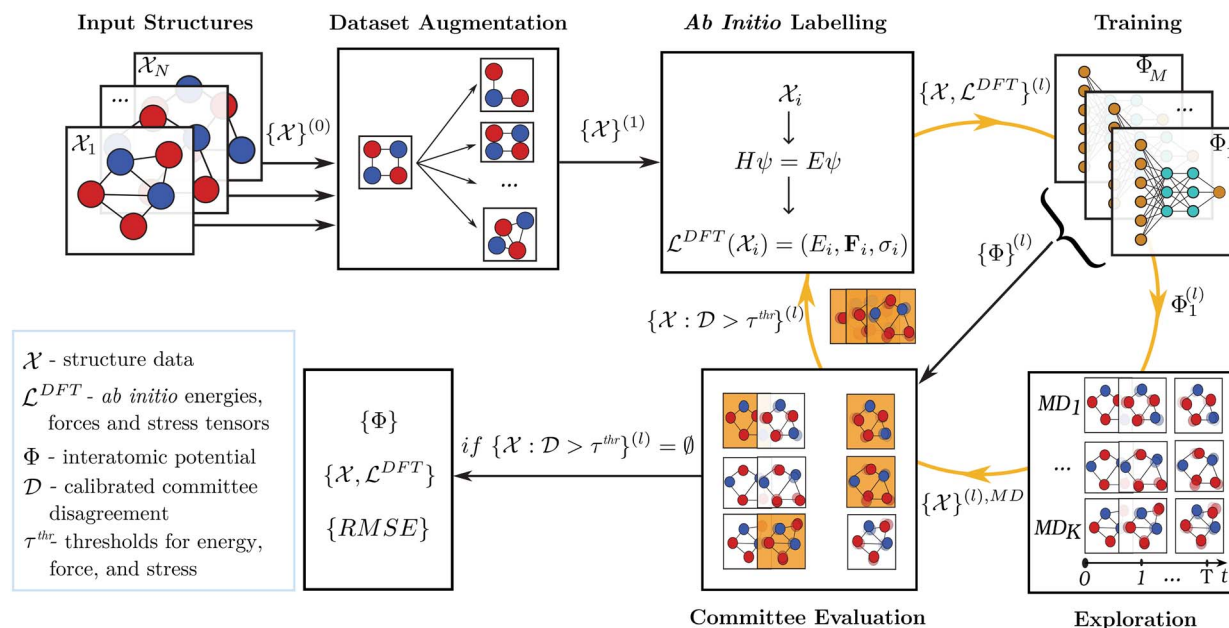 Input Structures
Dataset Augmentation
Ab Initio Labelling
Training
𝒳_N
...
𝒳_1
{𝒳}^(0)
...
{𝒳}^(1)
𝒳_i
Hψ = Eψ
ℒ^DFT(𝒳_i) = (E_i, F_i, σ_i)
{𝒳, ℒ^DFT}^(l)
Φ_M
...
{Φ}^(l)
Φ_1^(l)
{𝒳 : 𝒟 > τ^thr}^(l)
𝒳 - structure data
ℒ^DFT - ab initio energies,
forces and stress tensors
Φ - interatomic potential
𝒟 - calibrated committee
disagreement
τ^thr- thresholds for energy,
force, and stress
{Φ}
{𝒳, ℒ^DFT}
{RMSE}
if {𝒳 : 𝒟 > τ^thr}^(l) = ∅
{𝒳}^(l),MD
MD_1
...
MD_K
0 1 ... T t
Committee Evaluation
Exploration